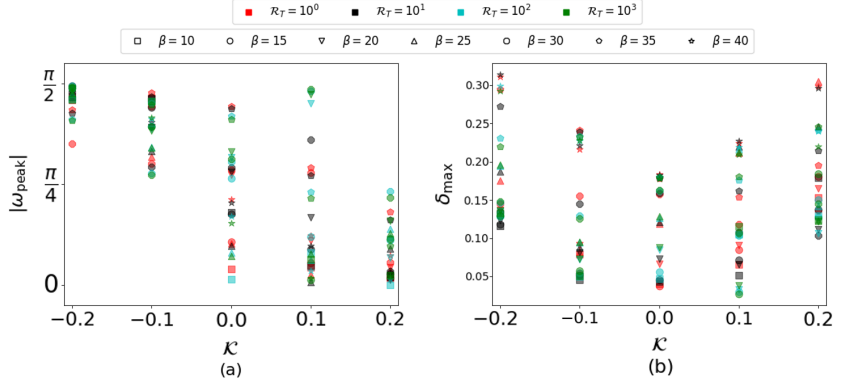 𝓡_T = 10^0 𝓡_T = 10^1 𝓡_T = 10^2 𝓡_T = 10^3
β = 10 β = 15 β = 20 β = 25 β = 30 β = 35 β = 40
|ω_peak|
π/2
π/4
0
−0.2 −0.1 0.0 0.1 0.2
𝒦
(a)
δ_max
0.30
0.25
0.20
0.15
0.10
0.05
−0.2 −0.1 0.0 0.1 0.2
𝒦
(b)